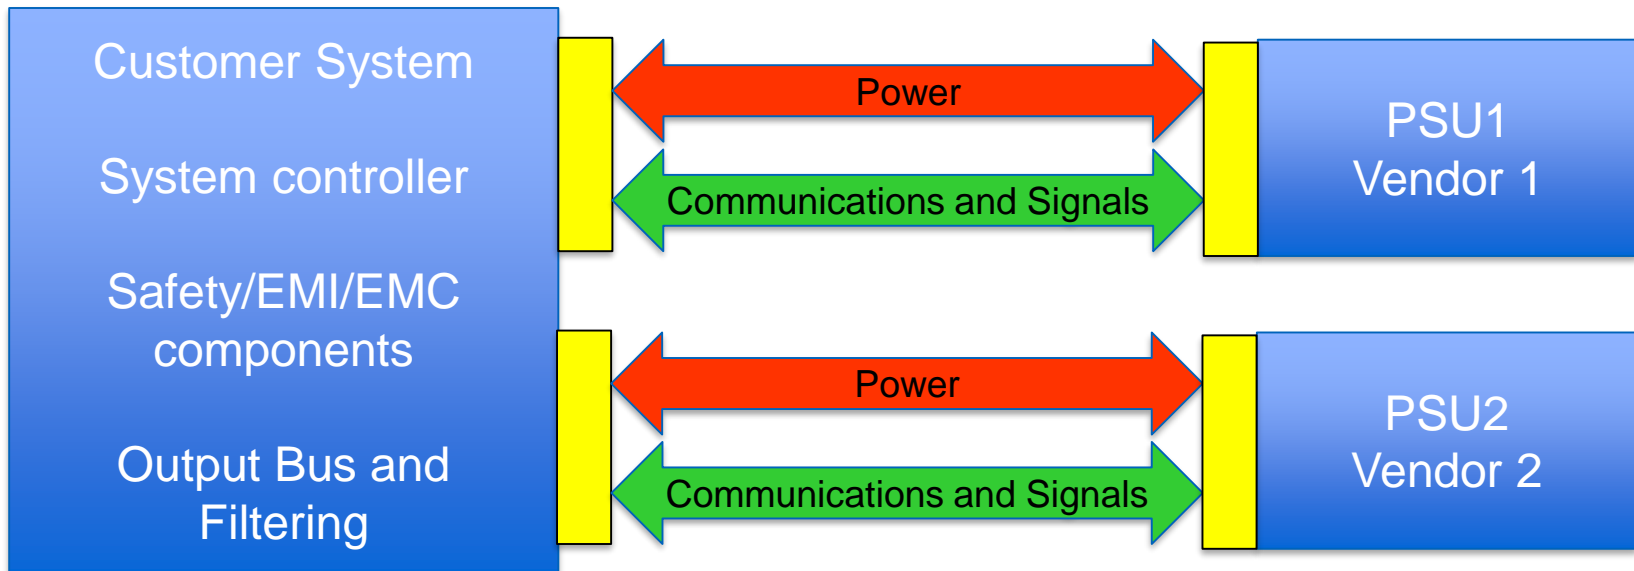 Customer System
System controller
Safety/EMI/EMC
components
Output Bus and
Filtering
Power
Communications and Signals
PSU1
Vendor 1
Power
Communications and Signals
PSU2
Vendor 2